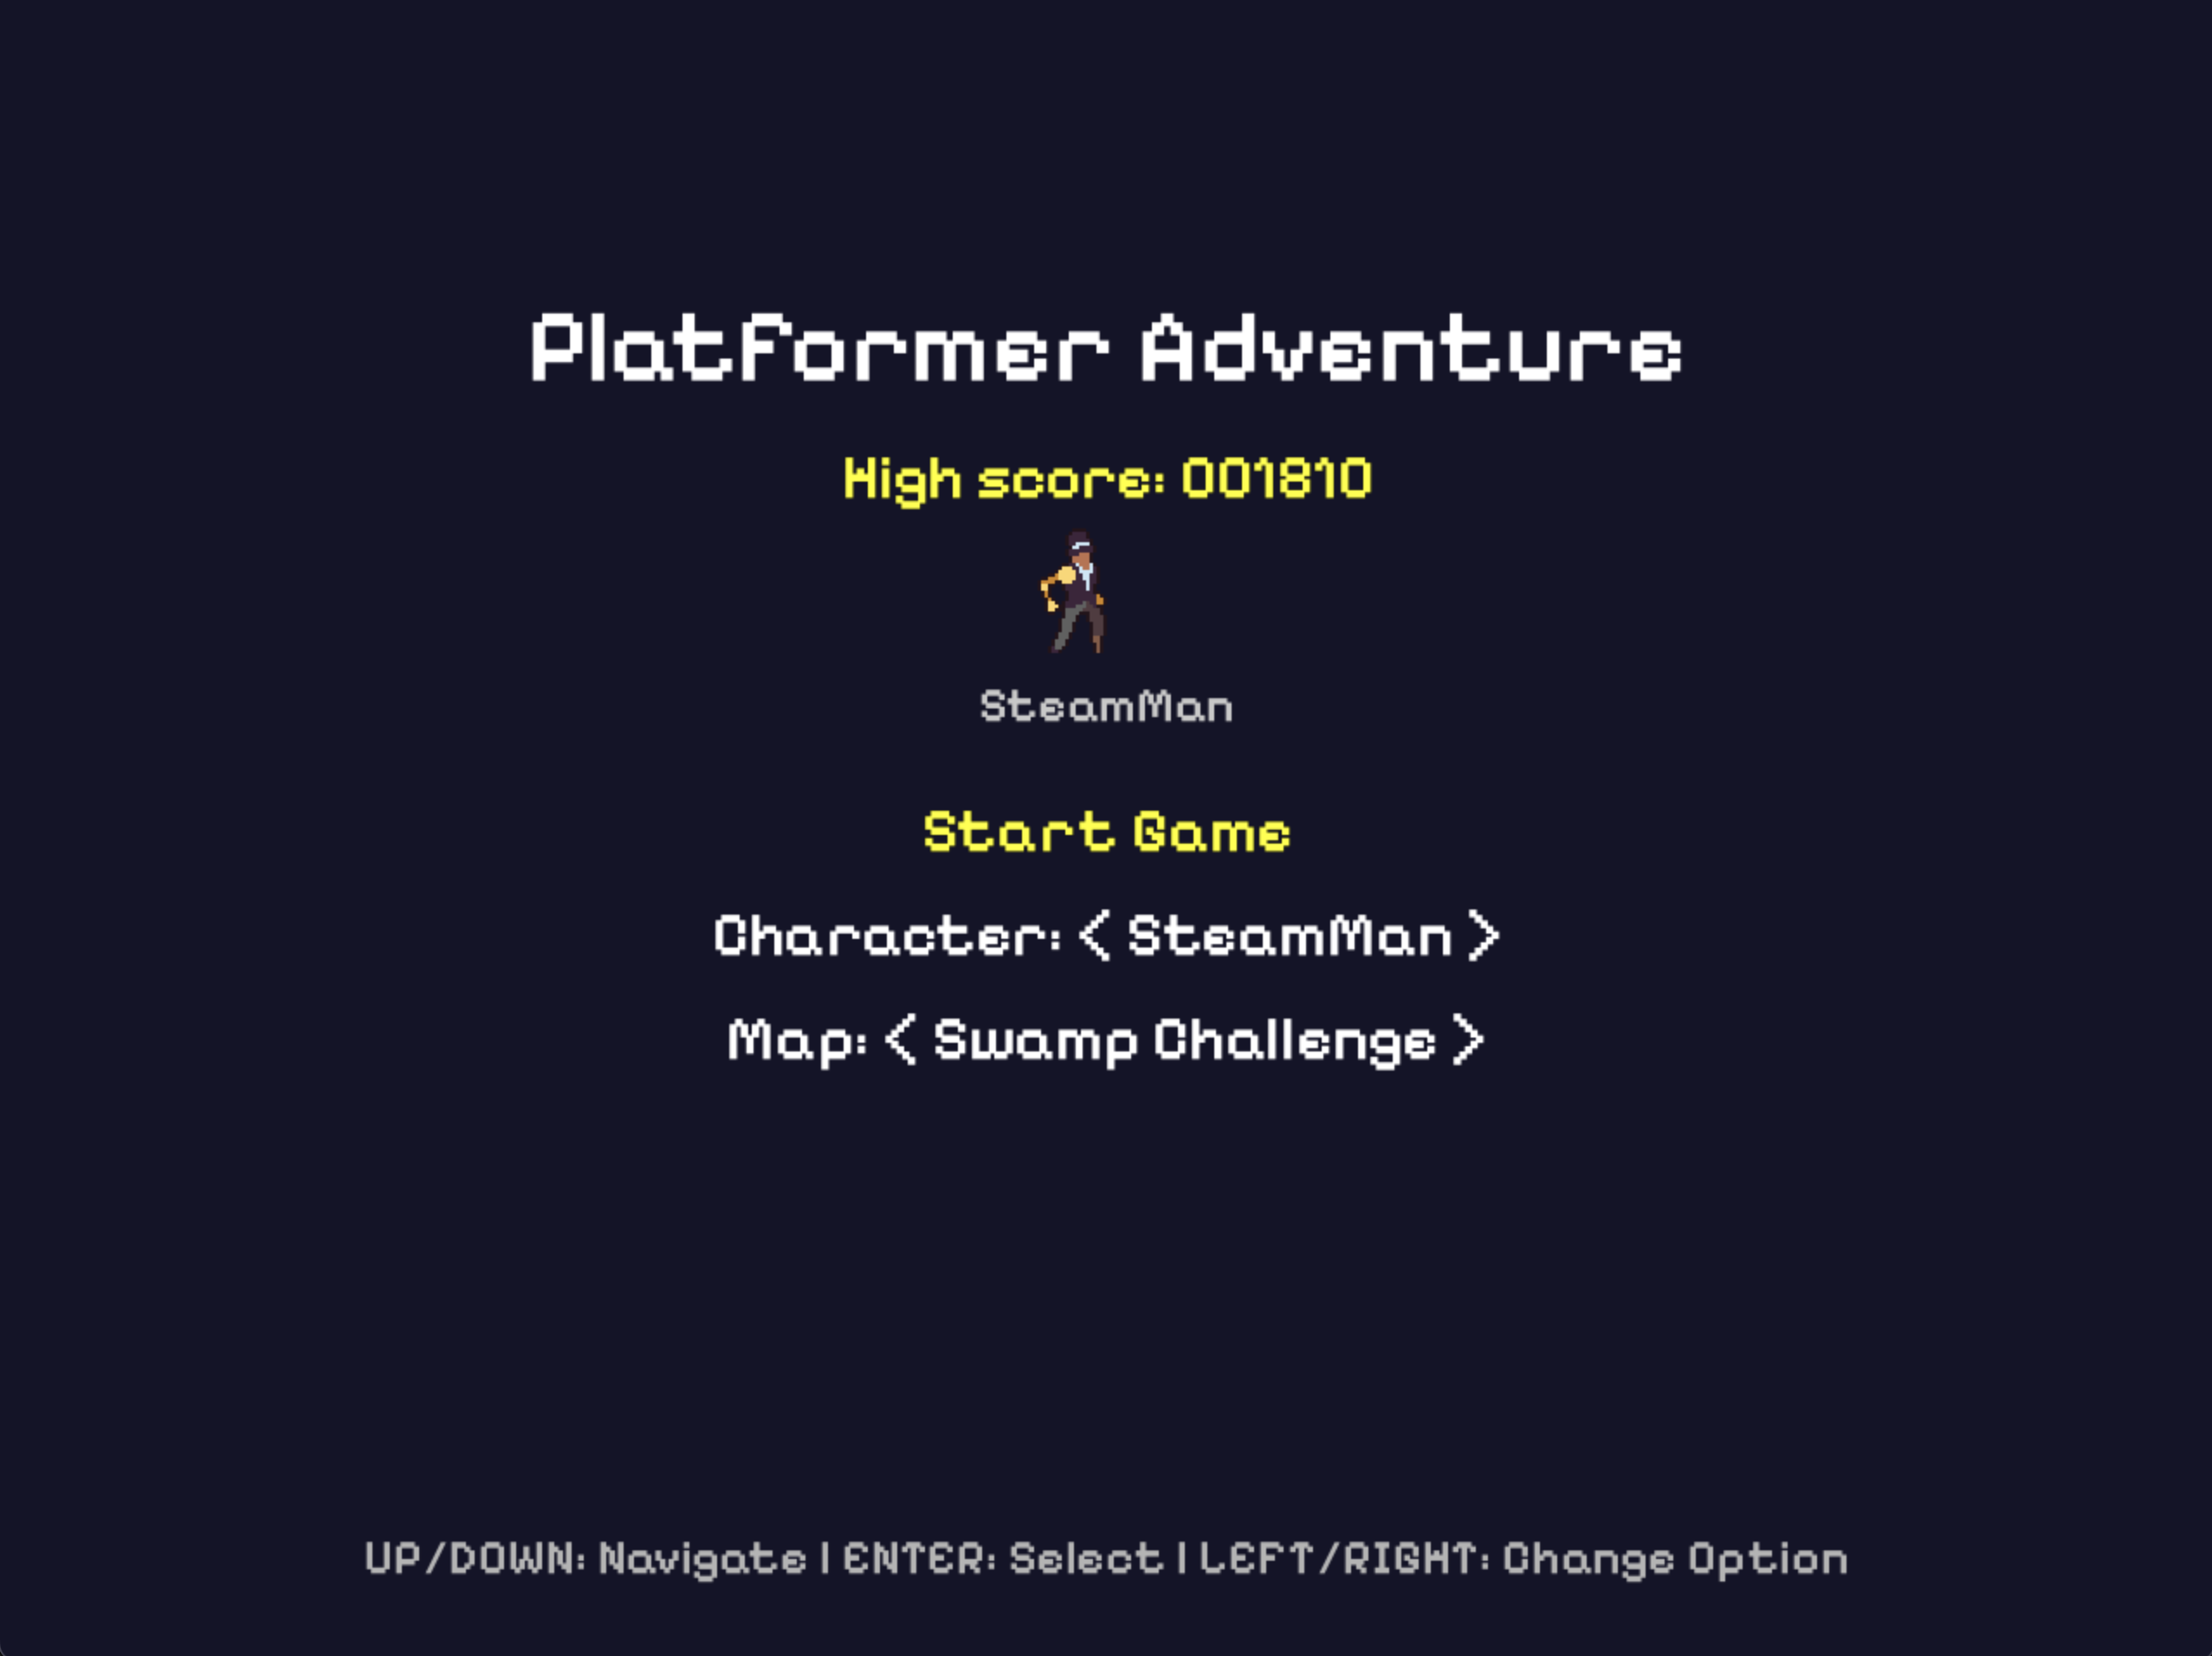 Platformer Adventure
High score: 001810
SteamMan
Start Game
Character: < SteamMan >
Map: < Swamp Challenge >
UP/DOWN: Navigate | ENTER: Select | LEFT/RIGHT: Change Option